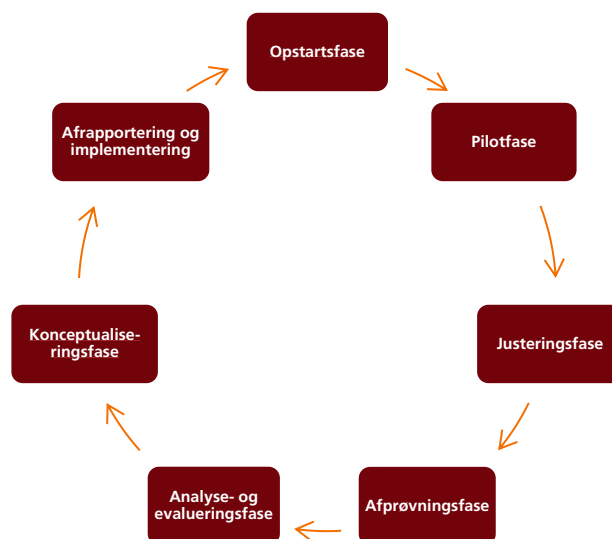 Opstartsfase
Pilotfase
Justeringsfase
Afprøvningsfase
Analyse- og
evalueringsfase
Konceptualise-
ringsfase
Afrapportering og
implementering